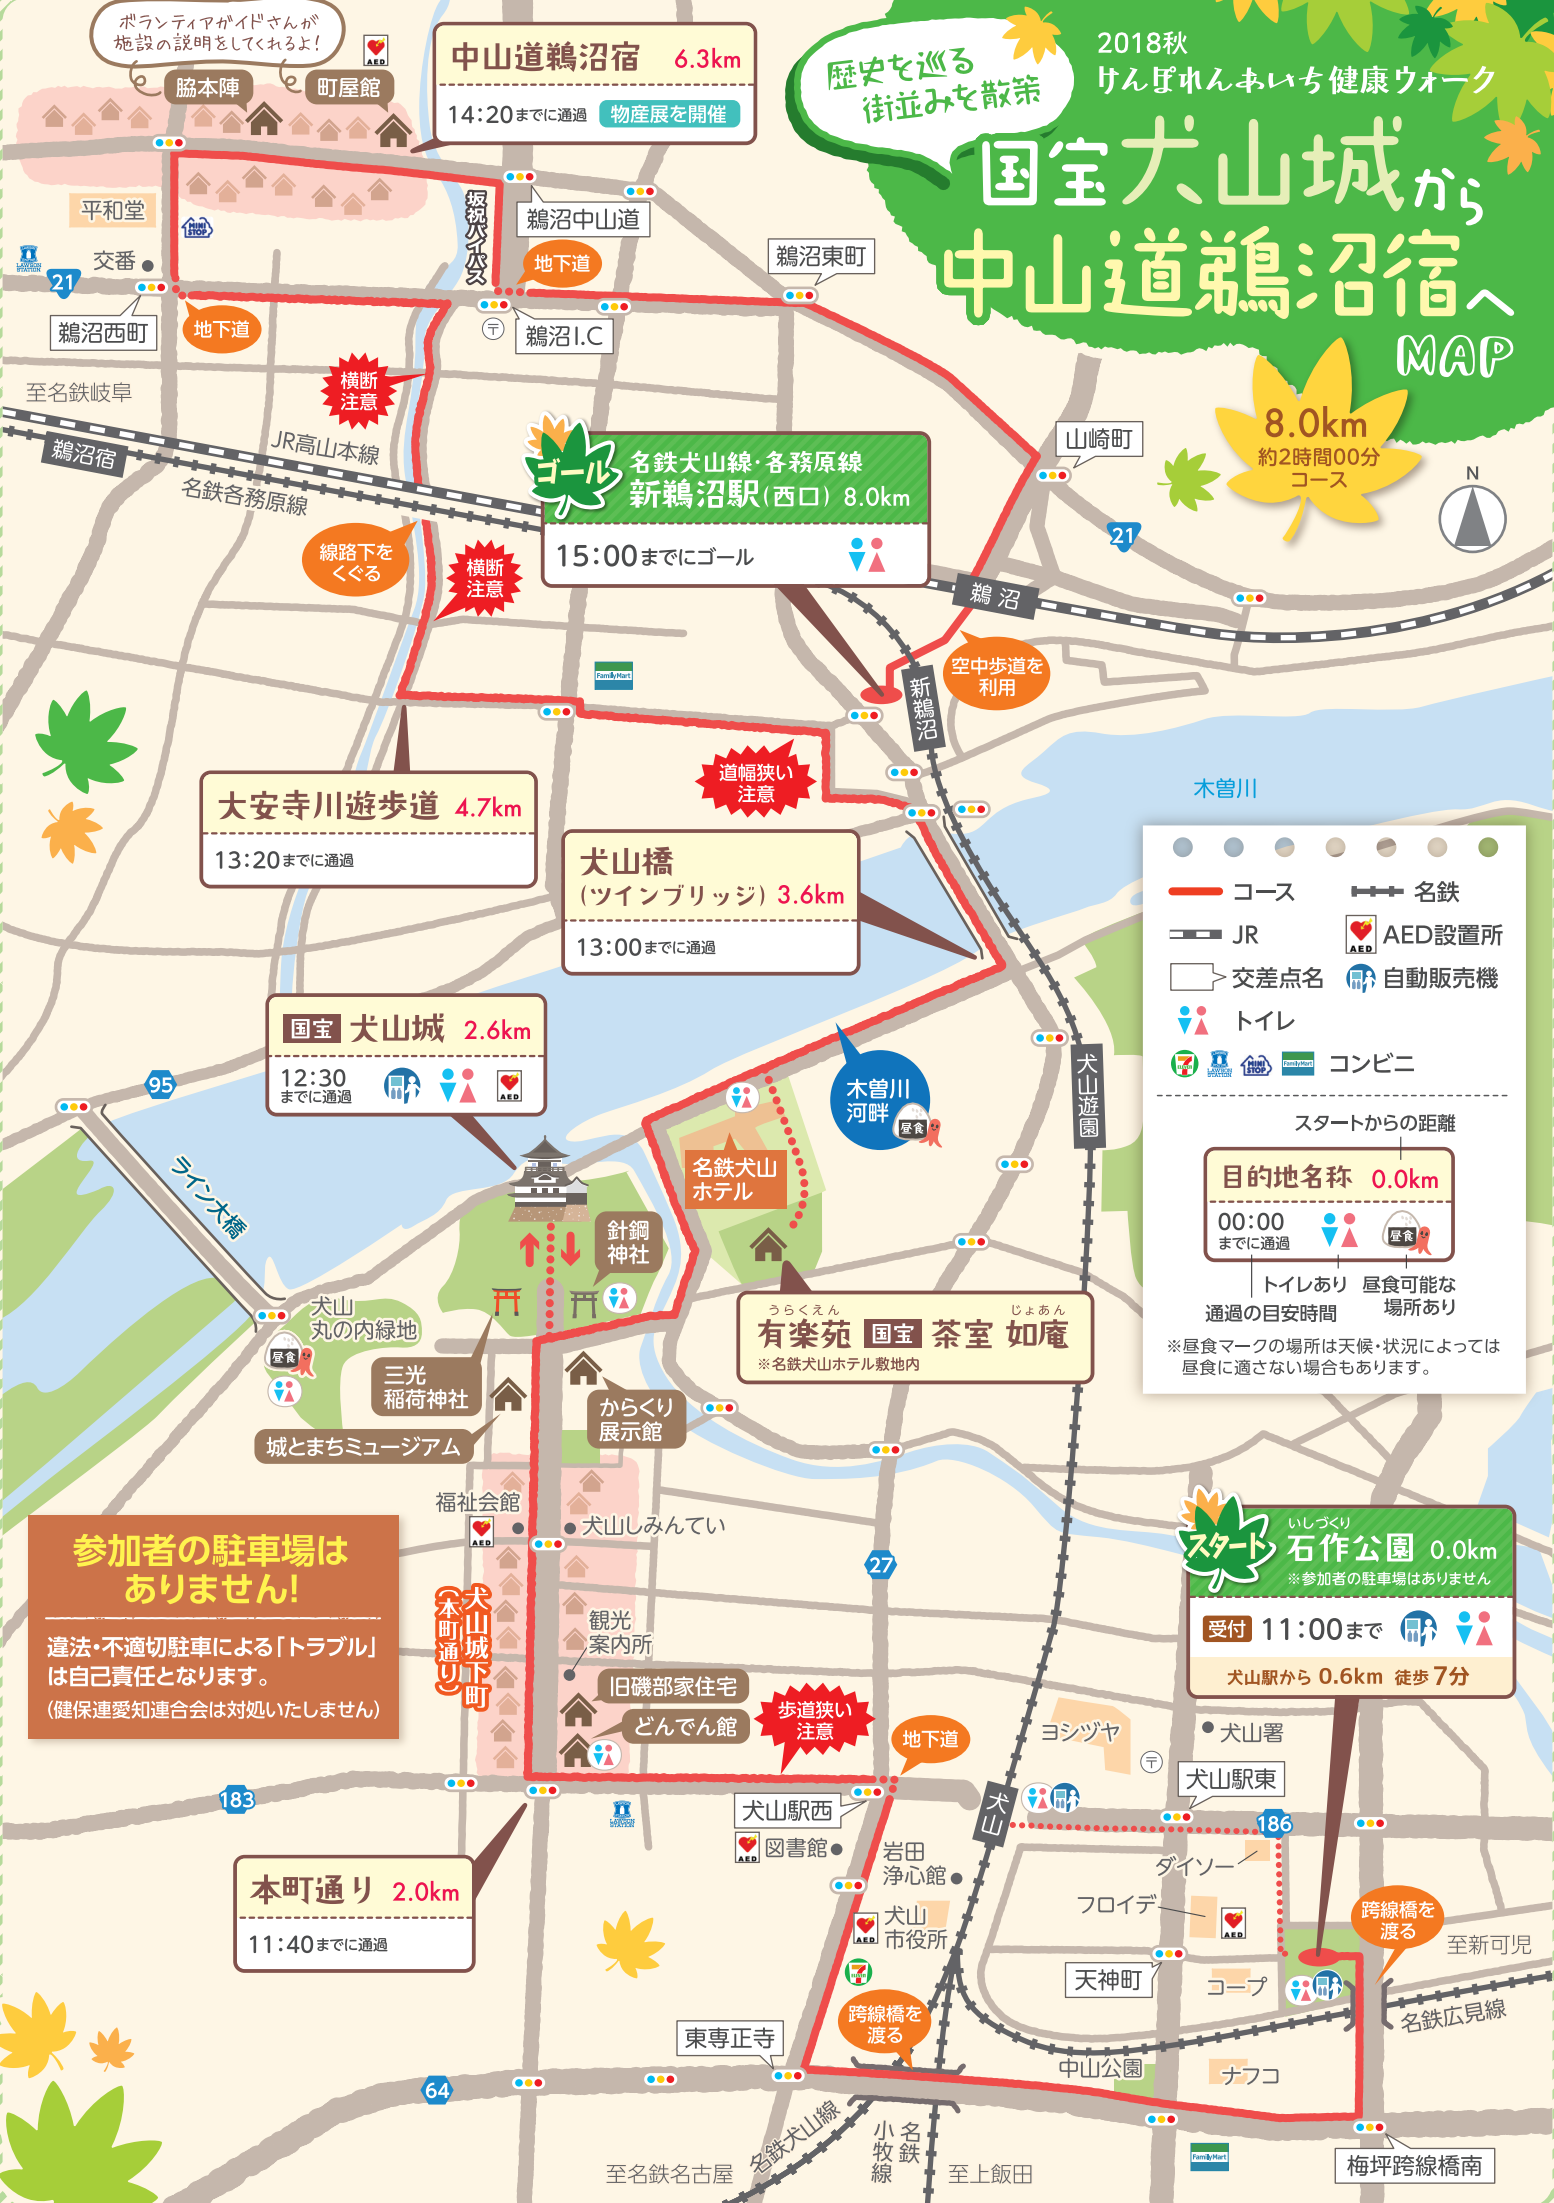 ボランティアガイドさんが
施設の説明をしてくれるよ!
AED
脇本陣
町屋館
中山道鵜沼宿 6.3km
14:20までに通過 物産展を開催
歴史を巡る
街並みを散策
2018秋
けんぽれんあいち健康ウォーク
国宝犬山城から
中山道鵜沼宿へ
MAP
8.0km
約2時間00分
コース
N
平和堂
MINI STOP
坂祝バイパス
鵜沼中山道
地下道
鵜沼東町
LAWSON STATION
交番
21
鵜沼西町
地下道
〒
鵜沼I.C
横断
注意
至名鉄岐阜
鵜沼宿
JR高山本線
名鉄各務原線
山崎町
21
ゴール
名鉄犬山線・各務原線
新鵜沼駅(西口) 8.0km
15:00までにゴール
線路下を
くぐる
横断
注意
鵜沼
空中歩道を
利用
新鵜沼
FamilyMart
道幅狭い
注意
木曽川
大安寺川遊歩道 4.7km
13:20までに通過
犬山橋
(ツインブリッジ) 3.6km
13:00までに通過
コース
名鉄
JR
AED
AED設置所
交差点名
自動販売機
トイレ
LAWSON STATION
MINI STOP
FamilyMart
コンビニ
スタートからの距離
目的地名称 0.0km
00:00
までに通過
昼食
トイレあり
昼食可能な
場所あり
通過の目安時間
※昼食マークの場所は天候・状況によっては
昼食に適さない場合もあります。
国宝 犬山城 2.6km
12:30
までに通過
AED
95
ライン大橋
木曽川
河畔
昼食
犬山遊園
名鉄犬山
ホテル
針綱
神社
犬山
丸の内緑地
昼食
うらくえん じょあん
有楽苑 国宝 茶室 如庵
※名鉄犬山ホテル敷地内
三光
稲荷神社
からくり
展示館
城とまちミュージアム
福祉会館
AED
犬山しみんてい
27
参加者の駐車場は
ありません!
違法・不適切駐車による「トラブル」
は自己責任となります。
(健保連愛知連合会は対処いたしません)
犬山城下町
(本町通り)
観光
案内所
旧磯部家住宅
どんでん館
歩道狭い
注意
地下道
スタート
いしづくり
石作公園 0.0km
※参加者の駐車場はありません
受付 11:00まで
犬山駅から 0.6km 徒歩 7分
ヨシヅヤ
犬山署
〒
犬山駅東
183
LAWSON STATION
犬山駅西
犬山
186
AED
図書館
岩田
浄心館
ダイソー
本町通り 2.0km
11:40までに通過
AED
犬山
市役所
フロイデ
AED
跨線橋を
渡る
至新可児
天神町
コープ
名鉄広見線
跨線橋を
渡る
東専正寺
中山公園
ナフコ
64
名鉄犬山線
名鉄
小牧線
至名鉄名古屋
至上飯田
FamilyMart
梅坪跨線橋南